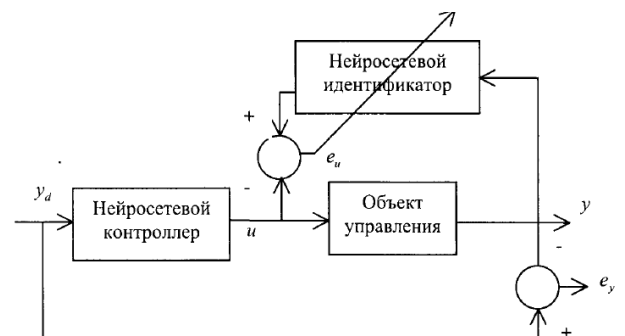 Нейросетевой
идентификатор
+
e_u
-
y_d
Нейросетевой
контроллер
u
Объект
управления
y
-
e_y
+